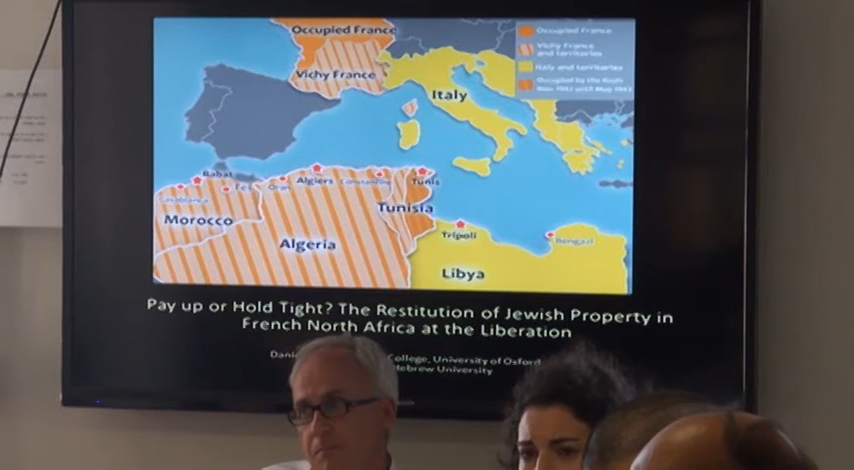 Occupied France
Occupied France
Vichy France
and territories
Italy and territories
Vichy France
Italy
Rabat
Casablanca
Fes
Oran
Algiers
Constantine
Tunis
Morocco
Tunisia
Algeria
Tripoli
Bengazi
Libya
Pay up or Hold Tight? The Restitution of Jewish Property in
French North Africa at the Liberation
College, University of Oxford
Hebrew University